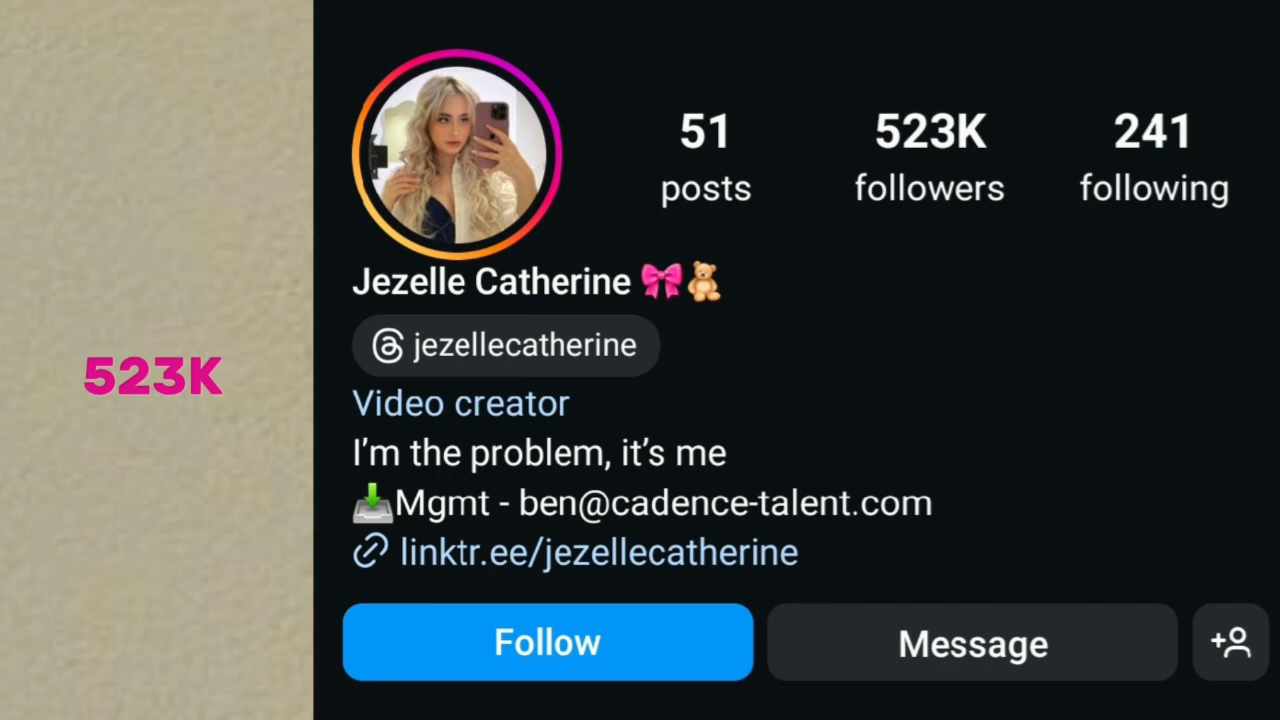 523K
51 523K 241
posts followers following
Jezelle Catherine 🎀🧸
jezellecatherine
Video creator
I’m the problem, it’s me
📥Mgmt - ben@cadence-talent.com
linktr.ee/jezellecatherine
Follow Message